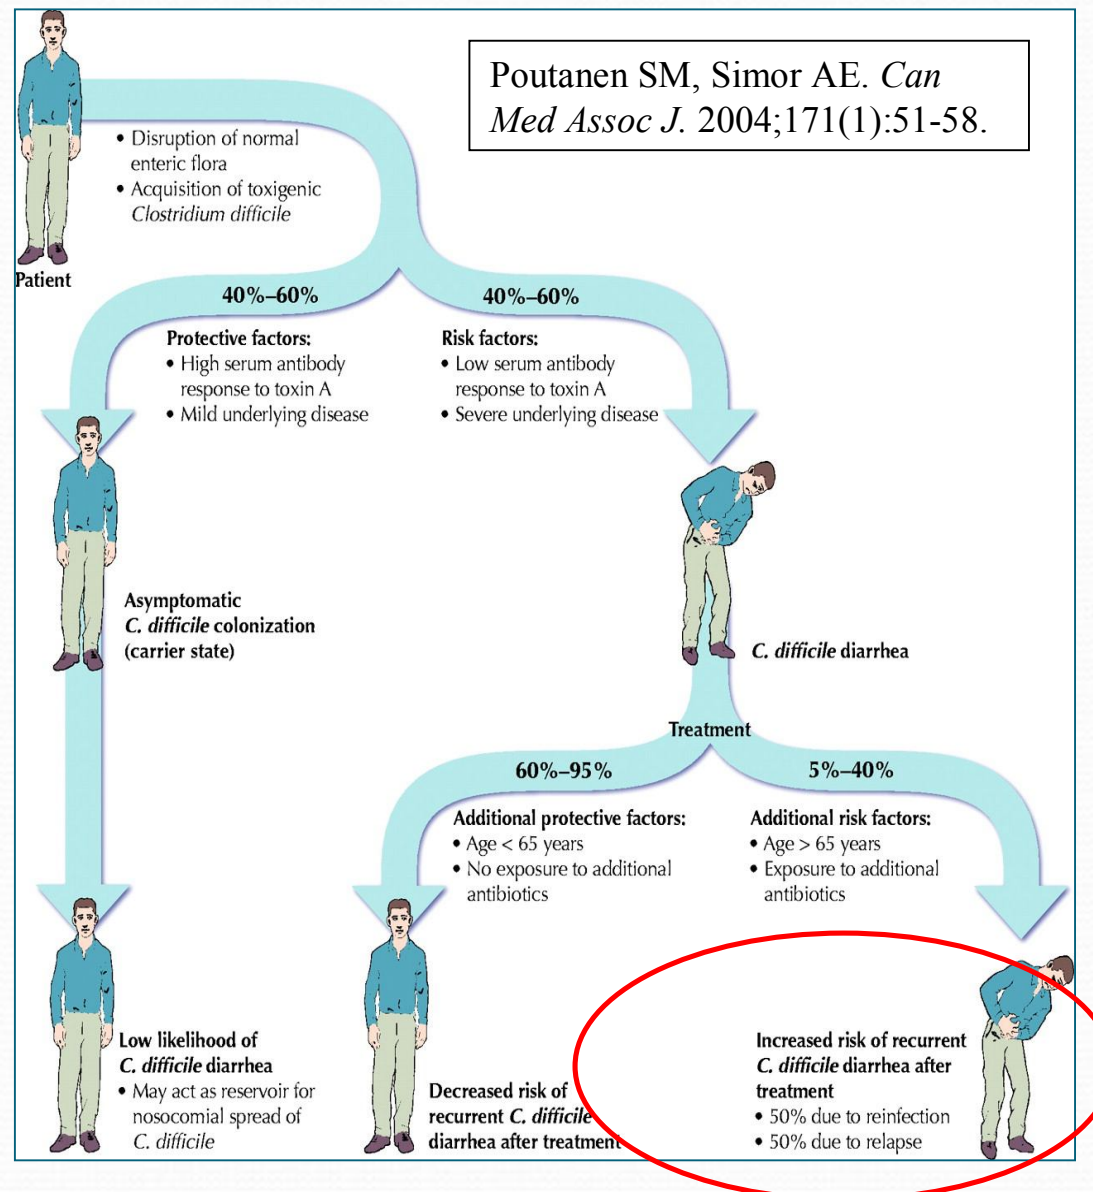 Poutanen SM, Simor AE. Can
Med Assoc J. 2004;171(1):51-58.
• Disruption of normal
enteric flora
• Acquisition of toxigenic
Clostridium difficile
Patient
40%–60%
Protective factors:
• High serum antibody
response to toxin A
• Mild underlying disease
40%–60%
Risk factors:
• Low serum antibody
response to toxin A
• Severe underlying disease
Asymptomatic
C. difficile colonization
(carrier state)
C. difficile diarrhea
Treatment
60%–95%
Additional protective factors:
• Age < 65 years
• No exposure to additional
antibiotics
5%–40%
Additional risk factors:
• Age > 65 years
• Exposure to additional
antibiotics
Low likelihood of
C. difficile diarrhea
• May act as reservoir for
nosocomial spread of
C. difficile
Decreased risk of
recurrent C. difficile
diarrhea after treatment
Increased risk of recurrent
C. difficile diarrhea after
treatment
• 50% due to reinfection
• 50% due to relapse